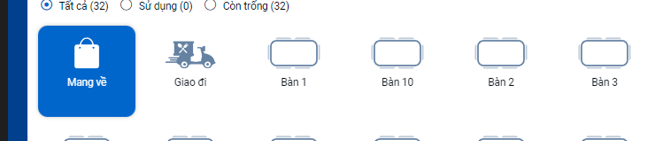 Tất cả (32) Sử dụng (0) Còn trống (32)
Mang về Giao đi Bàn 1 Bàn 10 Bàn 2 Bàn 3